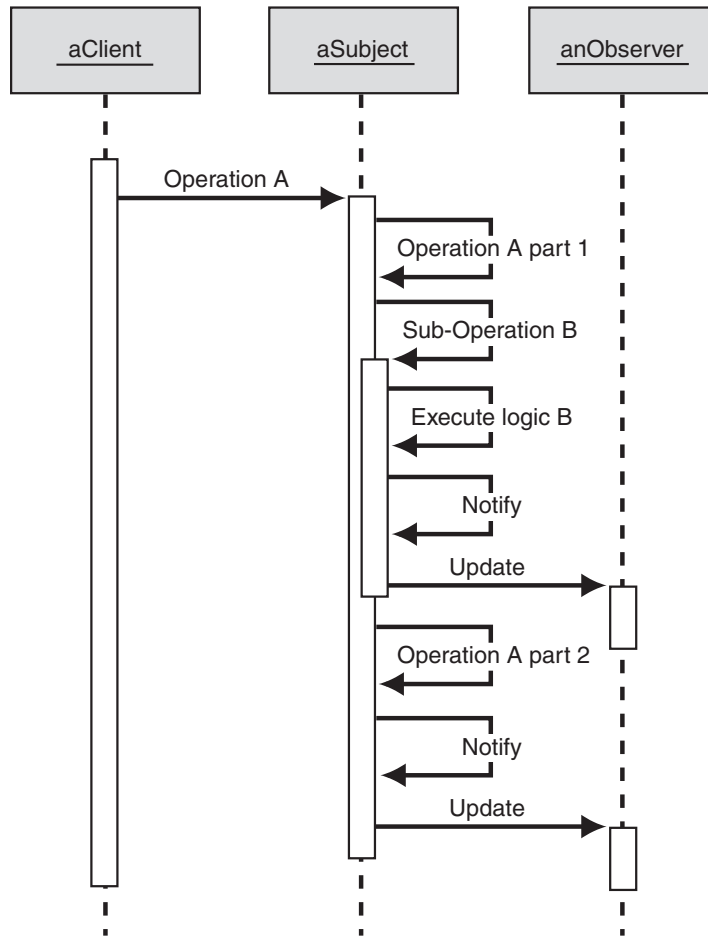 aClient
aSubject
anObserver
Operation A
Operation A part 1
Sub-Operation B
Execute logic B
Notify
Update
Operation A part 2
Notify
Update